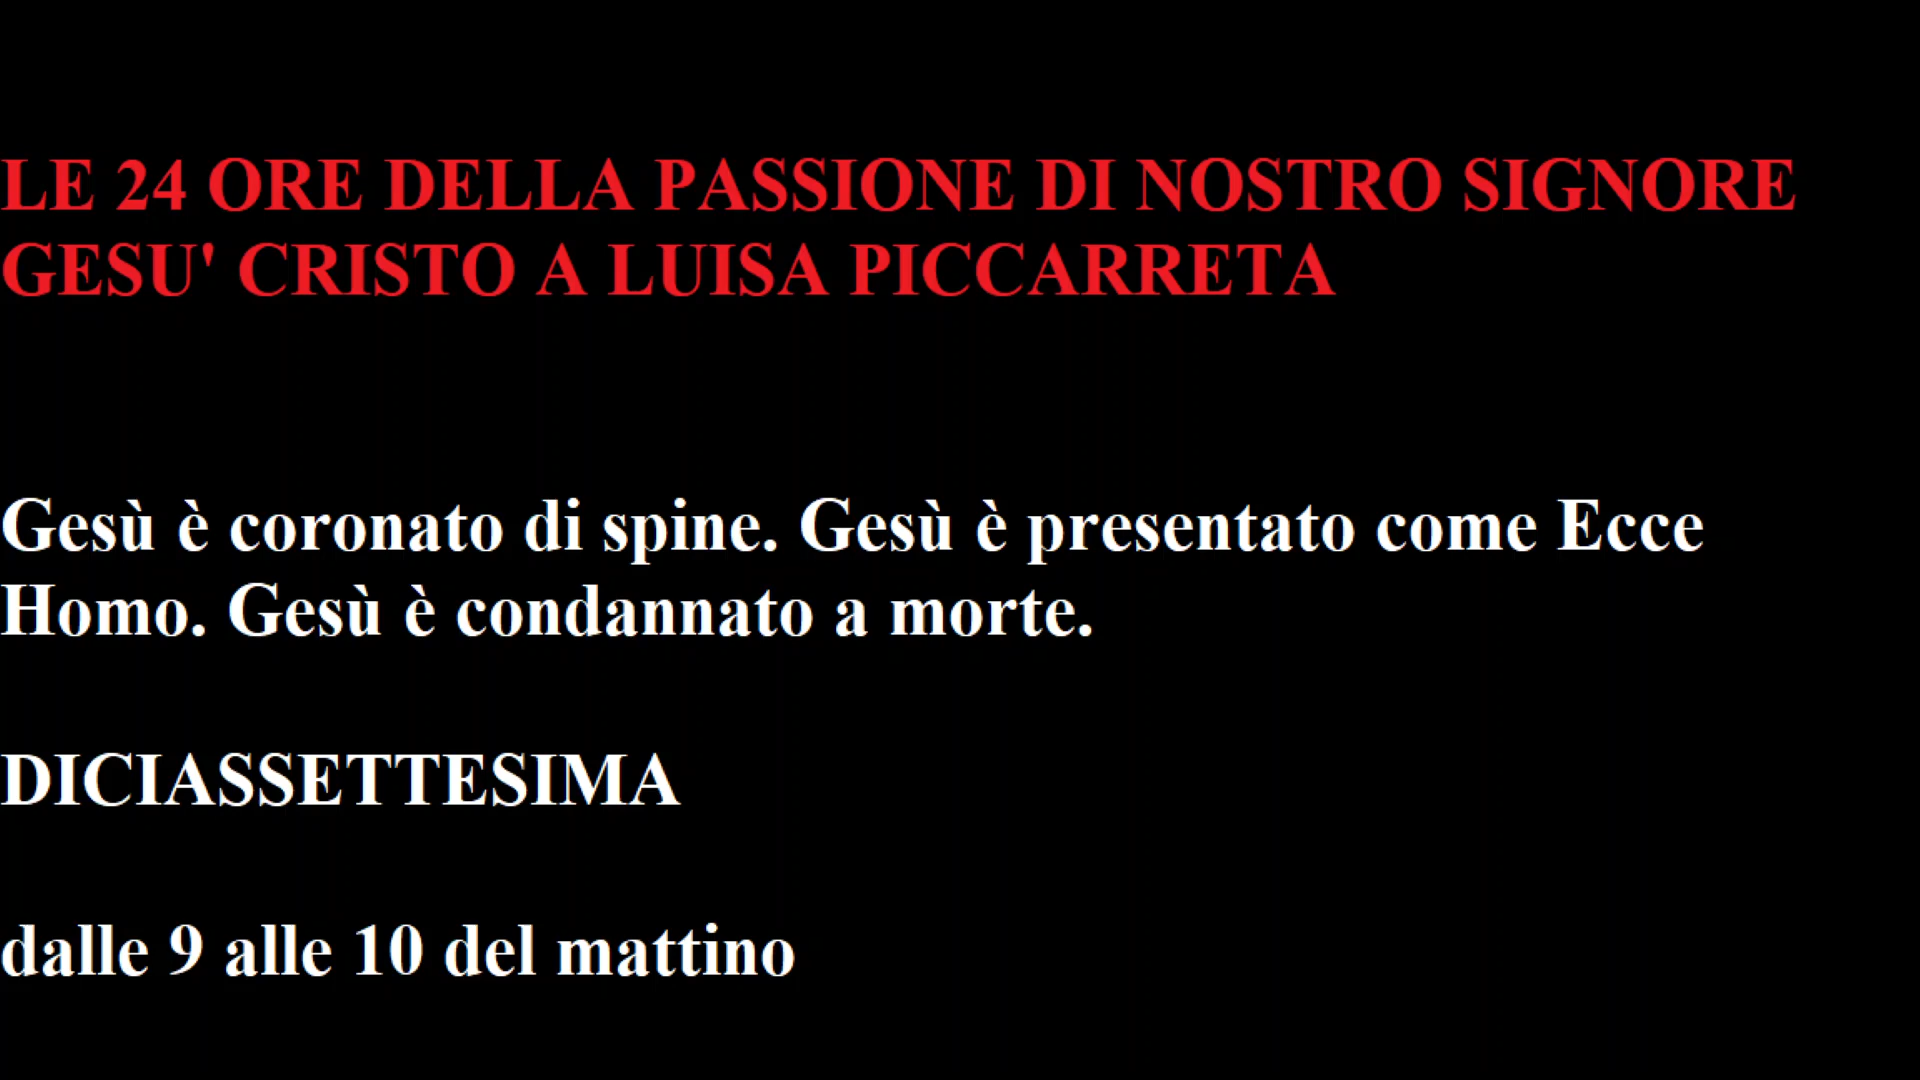 LE 24 ORE DELLA PASSIONE DI NOSTRO SIGNORE
GESU' CRISTO A LUISA PICCARRETA
Gesù è coronato di spine. Gesù è presentato come Ecce
Homo. Gesù è condannato a morte.
DICIASSETTESIMA
dalle 9 alle 10 del mattino